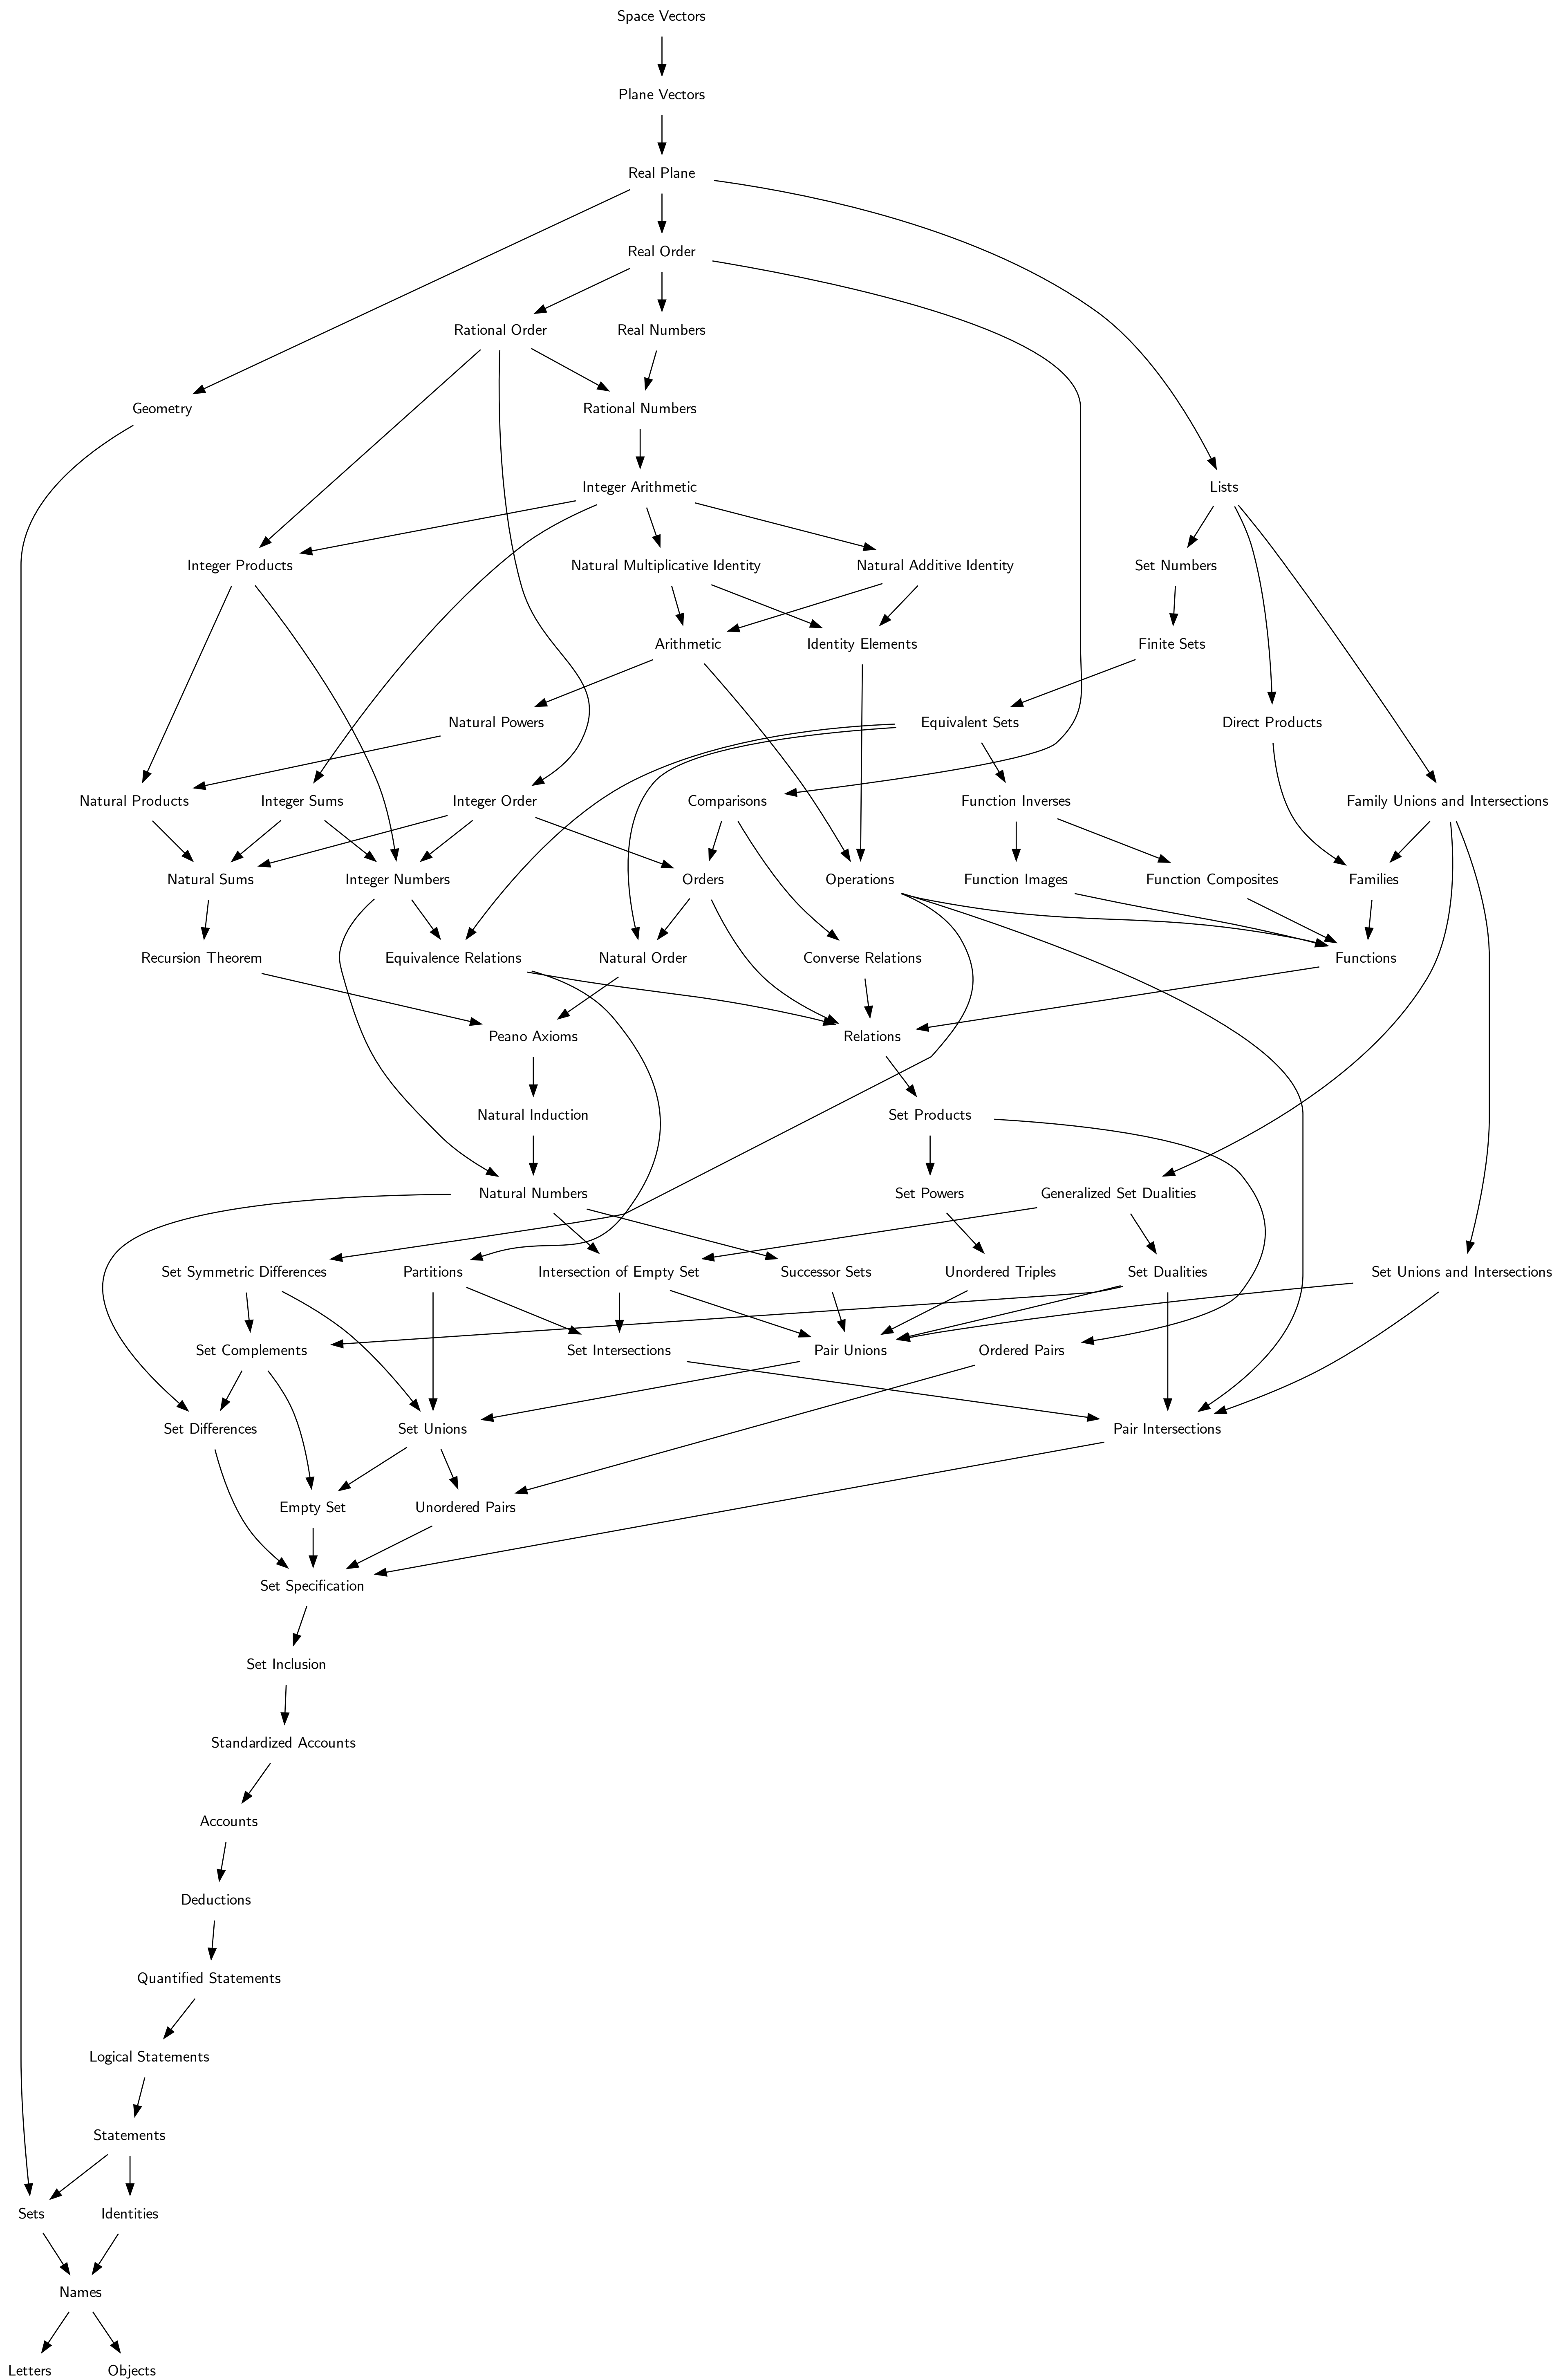 Space Vectors
Plane Vectors
Real Plane
Real Order
Rational Order
Real Numbers
Geometry
Rational Numbers
Integer Arithmetic
Lists
Integer Products
Natural Multiplicative Identity
Natural Additive Identity
Set Numbers
Arithmetic
Identity Elements
Finite Sets
Natural Powers
Equivalent Sets
Direct Products
Natural Products
Integer Sums
Integer Order
Comparisons
Function Inverses
Family Unions and Intersections
Natural Sums
Integer Numbers
Orders
Operations
Function Images
Function Composites
Families
Recursion Theorem
Equivalence Relations
Natural Order
Converse Relations
Functions
Peano Axioms
Relations
Natural Induction
Set Products
Natural Numbers
Set Powers
Generalized Set Dualities
Set Symmetric Differences
Partitions
Intersection of Empty Set
Successor Sets
Unordered Triples
Set Dualities
Set Unions and Intersections
Set Complements
Set Intersections
Pair Unions
Ordered Pairs
Set Differences
Set Unions
Pair Intersections
Empty Set
Unordered Pairs
Set Specification
Set Inclusion
Standardized Accounts
Accounts
Deductions
Quantified Statements
Logical Statements
Statements
Sets
Identities
Names
Letters
Objects